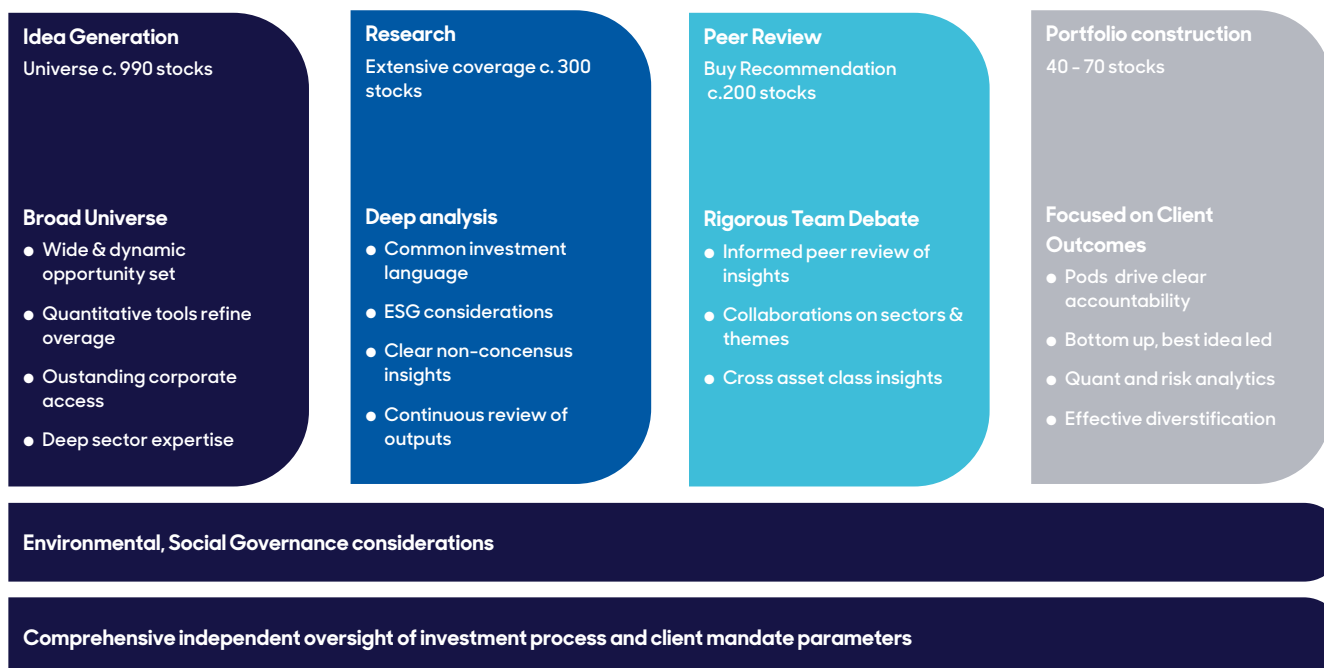 Idea Generation
Universe c. 990 stocks
Broad Universe
● Wide & dynamic
opportunity set
● Quantitative tools refine
overage
● Oustanding corporate
access
● Deep sector expertise
Research
Extensive coverage c. 300
stocks
Deep analysis
● Common investment
language
● ESG considerations
● Clear non-concensus
insights
● Continuous review of
outputs
Peer Review
Buy Recommendation
c.200 stocks
Rigorous Team Debate
● Informed peer review of
insights
● Collaborations on sectors &
themes
● Cross asset class insights
Portfolio construction
40 - 70 stocks
Focused on Client
Outcomes
● Pods drive clear
accountability
● Bottom up, best idea led
● Quant and risk analytics
● Effective diverstification
Environmental, Social Governance considerations
Comprehensive independent oversight of investment process and client mandate parameters